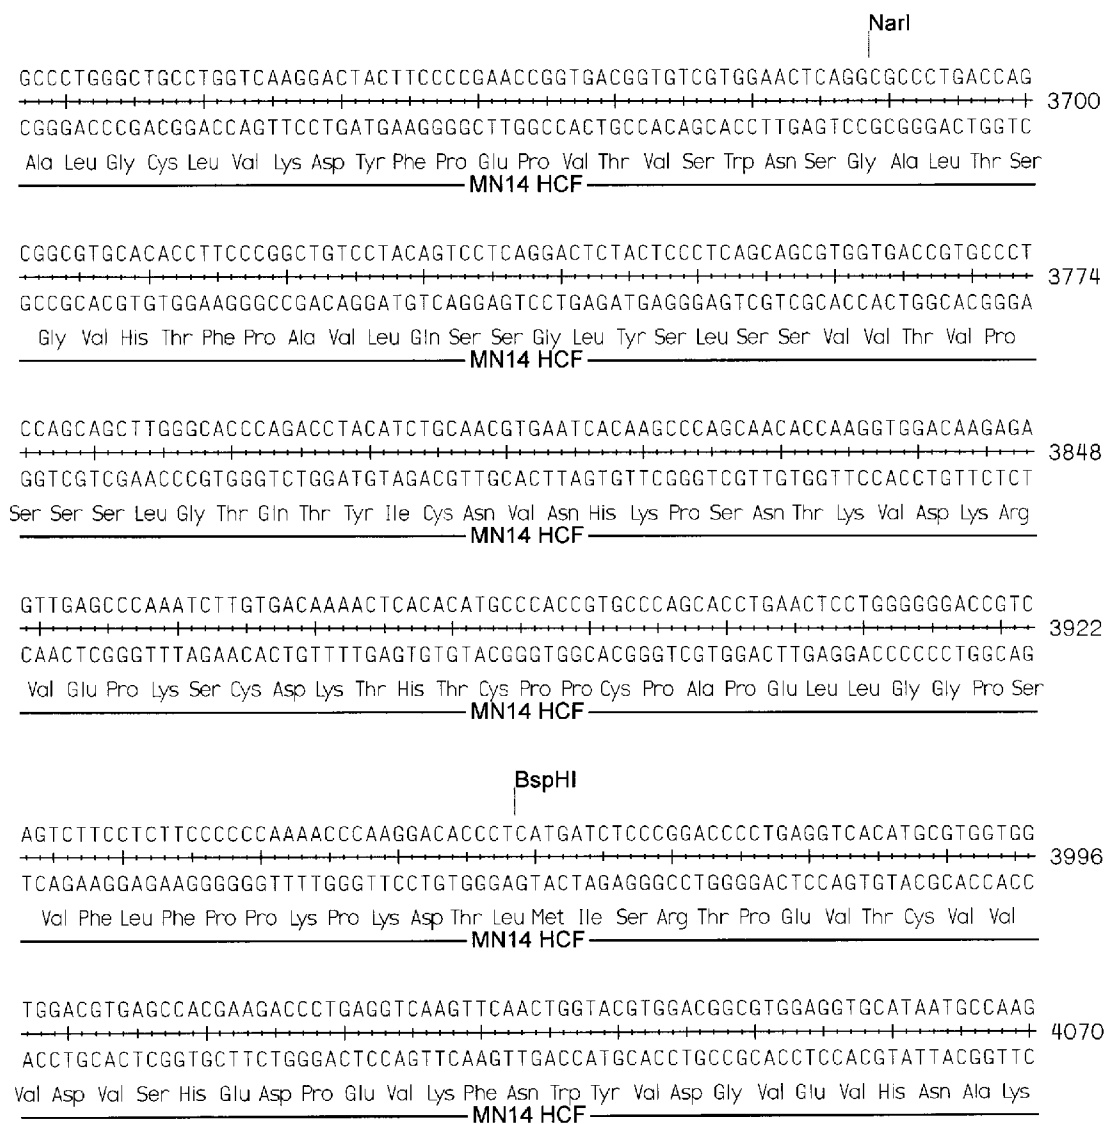 NarI
GCCCTGGGCTGCCTGGTCAAGGACTACTTCCCCGAACCGGTGACGGTGTCGTGGAACTCAGGCGCCCTGACCAG
3700
CGGGACCCGACGGACCAGTTCCTGATGAAGGGGCTTGGCCACTGCCACAGCACCTTGAGTCCGCGGGACTGGTC
Ala Leu Gly Cys Leu Val Lys Asp Tyr Phe Pro Glu Pro Val Thr Val Ser Trp Asn Ser Gly Ala Leu Thr Ser
MN14 HCF
CGGCGTGCACACCTTCCCGGCTGTCCTACAGTCCTCAGGACTCTACTCCCTCAGCAGCGTGGTGACCGTGCCCT
3774
GCCGCACGTGTGGAAGGGCCGACAGGATGTCAGGAGTCCTGAGATGAGGGAGTCGTCGCACCACTGGCACGGGA
Gly Val His Thr Phe Pro Ala Val Leu Gln Ser Ser Gly Leu Tyr Ser Leu Ser Ser Val Val Thr Val Pro
MN14 HCF
CCAGCAGCTTGGGCACCCAGACCTACATCTGCAACGTGAATCACAAGCCCAGCAACACCAAGGTGGACAAGAGA
3848
GGTCGTCGAACCCGTGGGTCTGGATGTAGACGTTGCACTTAGTGTTCGGGTCGTTGTGGTTCCACCTGTTCTCT
Ser Ser Ser Leu Gly Thr Gln Thr Tyr Ile Cys Asn Val Asn His Lys Pro Ser Asn Thr Lys Val Asp Lys Arg
MN14 HCF
GTTGAGCCCAAATCTTGTGACAAAACTCACACATGCCCACCGTGCCCAGCACCTGAACTCCTGGGGGGACCGTC
3922
CAACTCGGGTTTAGAACACTGTTTTGAGTGTGTACGGGTGGCACGGGTCGTGGACTTGAGGACCCCCCTGGCAG
Val Glu Pro Lys Ser Cys Asp Lys Thr His Thr Cys Pro Pro Cys Pro Ala Pro Glu Leu Leu Gly Gly Pro Ser
MN14 HCF
BspHI
AGTCTTCCTCTTCCCCCCAAAACCCAAGGACACCCTCATGATCTCCCGGACCCCTGAGGTCACATGCGTGGTGG
3996
TCAGAAGGAGAAGGGGGGTTTTGGGTTCCTGTGGGAGTACTAGAGGGCCTGGGGACTCCAGTGTACGCACCACC
Val Phe Leu Phe Pro Pro Lys Pro Lys Asp Thr Leu Met Ile Ser Arg Thr Pro Glu Val Thr Cys Val Val
MN14 HCF
TGGACGTGAGCCACGAAGACCCTGAGGTCAAGTTCAACTGGTACGTGGACGGCGTGGAGGTGCATAATGCCAAG
4070
ACCTGCACTCGGTGCTTCTGGGACTCCAGTTCAAGTTGACCATGCACCTGCCGCACCTCCACGTATTACGGTTC
Val Asp Val Ser His Glu Asp Pro Glu Val Lys Phe Asn Trp Tyr Val Asp Gly Val Glu Val His Asn Ala Lys
MN14 HCF